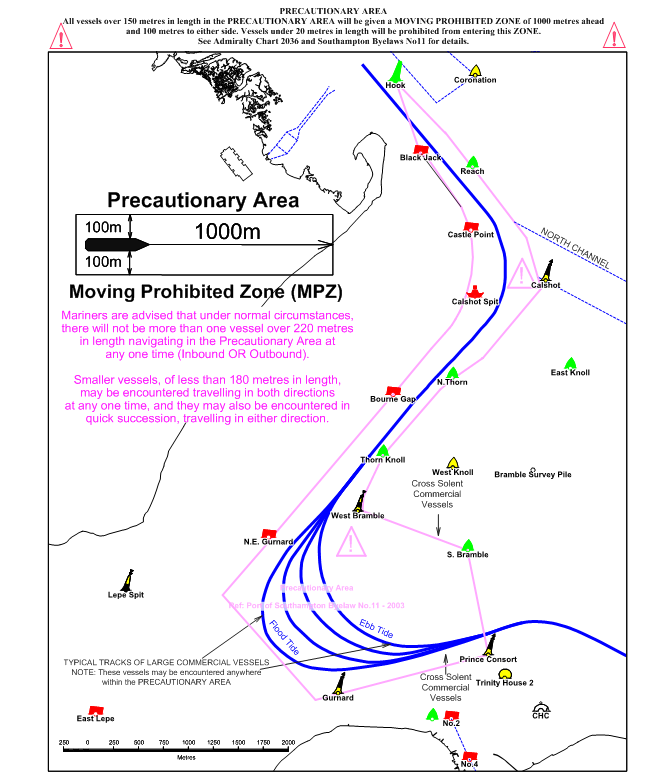 PRECAUTIONARY AREA
All vessels over 150 metres in length in the PRECAUTIONARY AREA will be given a MOVING PROHIBITED ZONE of 1000 metres ahead
and 100 metres to either side. Vessels under 20 metres in length will be prohibited from entering this ZONE.
See Admiralty Chart 2036 and Southampton Byelaws No11 for details.
Hook
Coronation
Black Jack
Reach
Precautionary Area
100m
1000m
100m
Castle Point
NORTH CHANNEL
Calshot
Moving Prohibited Zone (MPZ)
Calshot Spit
Mariners are advised that under normal circumstances,
there will not be more than one vessel over 220 metres
in length navigating in the Precautionary Area at
any one time (Inbound OR Outbound).
Smaller vessels, of less than 180 metres in length,
may be encountered travelling in both directions
at any one time, and they may also be encountered in
quick succession, travelling in either direction.
East Knoll
N.Thorn
Bourne Gap
Thorn Knoll
West Knoll
Bramble Survey Pile
Cross Solent
Commercial
Vessels
West Bramble
N.E. Gurnard
S. Bramble
Precautionary Area
Ref: Port of Southampton Byelaw No.11 - 2003
Lepe Spit
Flood Tide
Ebb Tide
TYPICAL TRACKS OF LARGE COMMERCIAL VESSELS
NOTE: These vessels may be encountered anywhere
within the PRECAUTIONARY AREA
Prince Consort
Cross Solent
Commercial
Vessels
Trinity House 2
Gurnard
CHC
East Lepe
No.2
No.4
250 0 250 500 750 1000 1250 1500 1750 2000
Metres